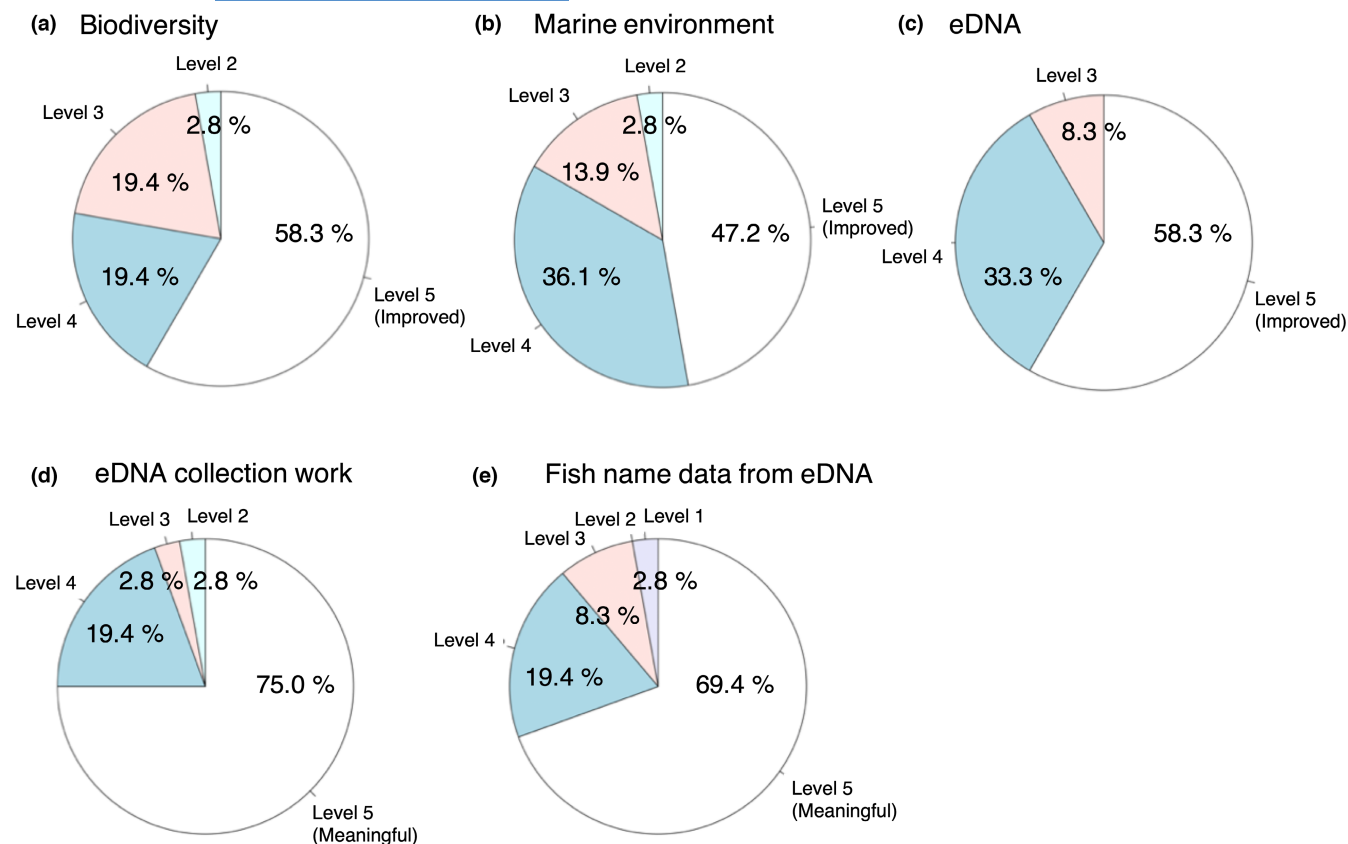 (a) Biodiversity
Level 2
Level 3
2.8 %
19.4 %
58.3 %
19.4 %
Level 5
(Improved)
Level 4
(b) Marine environment
Level 2
Level 3
2.8 %
13.9 %
Level 5
(Improved)
47.2 %
36.1 %
Level 4
(c) eDNA
Level 3
8.3 %
58.3 %
Level 4
33.3 %
Level 5
(Improved)
(d) eDNA collection work
Level 3
Level 2
Level 4
2.8 %
2.8 %
19.4 %
75.0 %
Level 5
(Meaningful)
(e) Fish name data from eDNA
Level 2
Level 1
Level 3
2.8 %
8.3 %
Level 4
19.4 %
69.4 %
Level 5
(Meaningful)